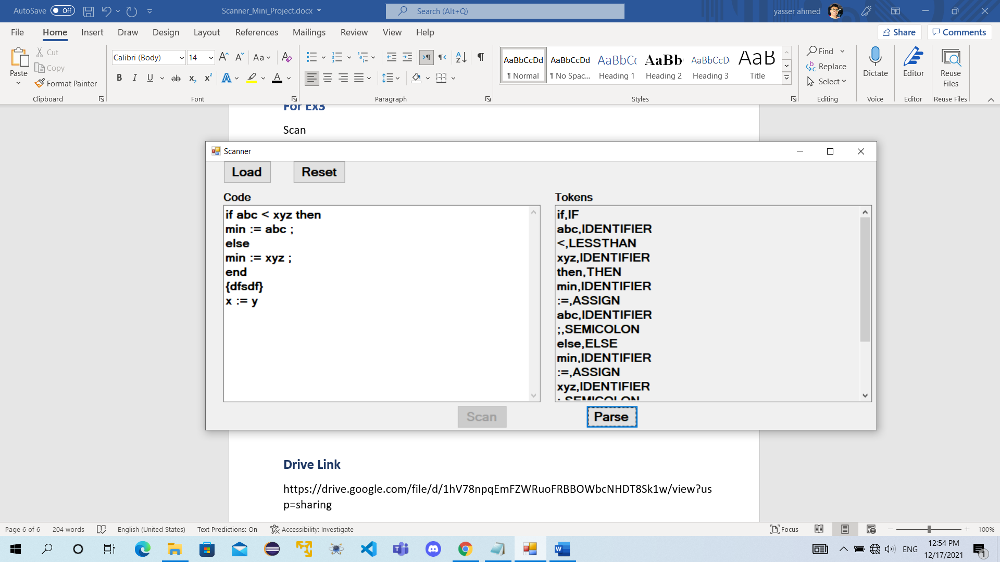 AutoSave Off Scanner_Mini_Project.docx Search (Alt+Q) yasser ahmed
File Home Insert Draw Design Layout References Mailings Review View Help Share Comments
Paste Cut Copy Format Painter
Calibri (Body) 14 Aa
B I U ab x₂ x² A A
AaBbCcDd AaBbCcDd AaBbCc AaBb AaBbCcD AaB
¶ Normal ¶ No Spac... Heading 1 Heading 2 Heading 3 Title
Find Replace Select
Dictate Editor Reuse Files
Clipboard Font Paragraph Styles Editing Voice Editor Reuse Files
For Ex3
Scan
Scanner
Load Reset
Code
if abc < xyz then
min := abc ;
else
min := xyz ;
end
{dfsdf}
x := y
Tokens
if,IF
abc,IDENTIFIER
<,LESSTHAN
xyz,IDENTIFIER
then,THEN
min,IDENTIFIER
:=,ASSIGN
abc,IDENTIFIER
;,SEMICOLON
else,ELSE
min,IDENTIFIER
:=,ASSIGN
xyz,IDENTIFIER
;,SEMICOLON
Scan Parse
Drive Link
https://drive.google.com/file/d/1hV78npqEmFZWRuoFRBBOWbcNHDT8Sk1w/view?us
p=sharing
Page 6 of 6 204 words English (United States) Text Predictions: On Accessibility: Investigate Focus 100%
ENG 12:54 PM
12/17/2021 1